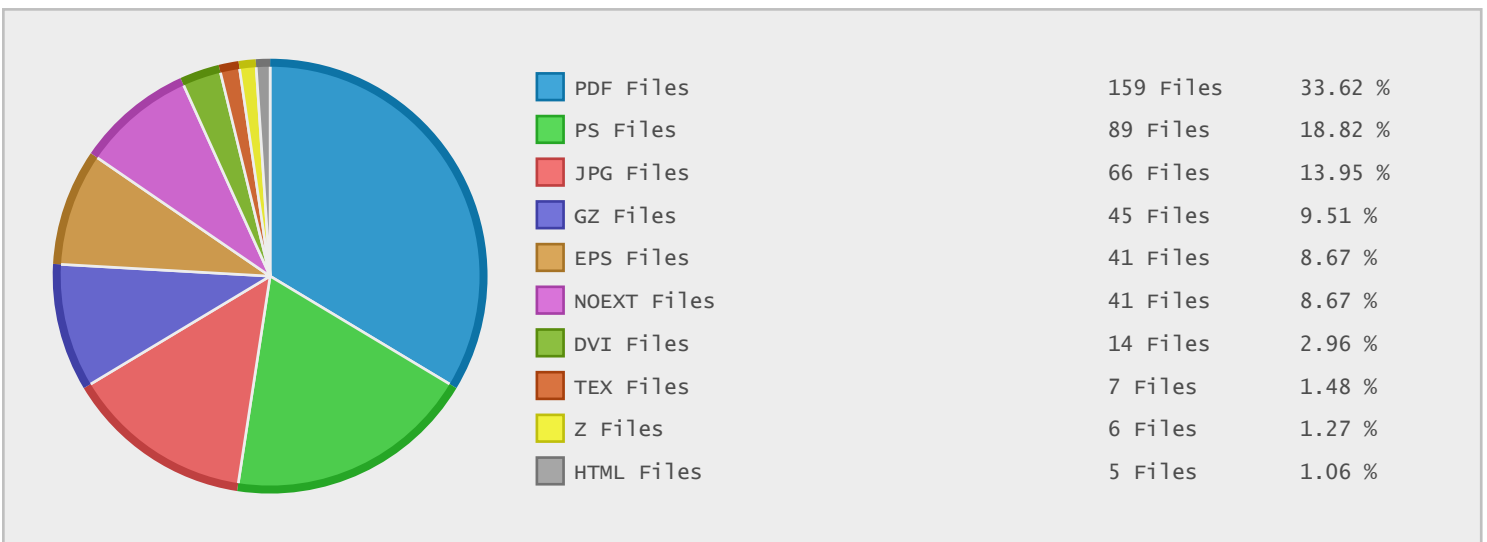 PDF Files 159 Files 33.62 %
PS Files 89 Files 18.82 %
JPG Files 66 Files 13.95 %
GZ Files 45 Files 9.51 %
EPS Files 41 Files 8.67 %
NOEXT Files 41 Files 8.67 %
DVI Files 14 Files 2.96 %
TEX Files 7 Files 1.48 %
Z Files 6 Files 1.27 %
HTML Files 5 Files 1.06 %